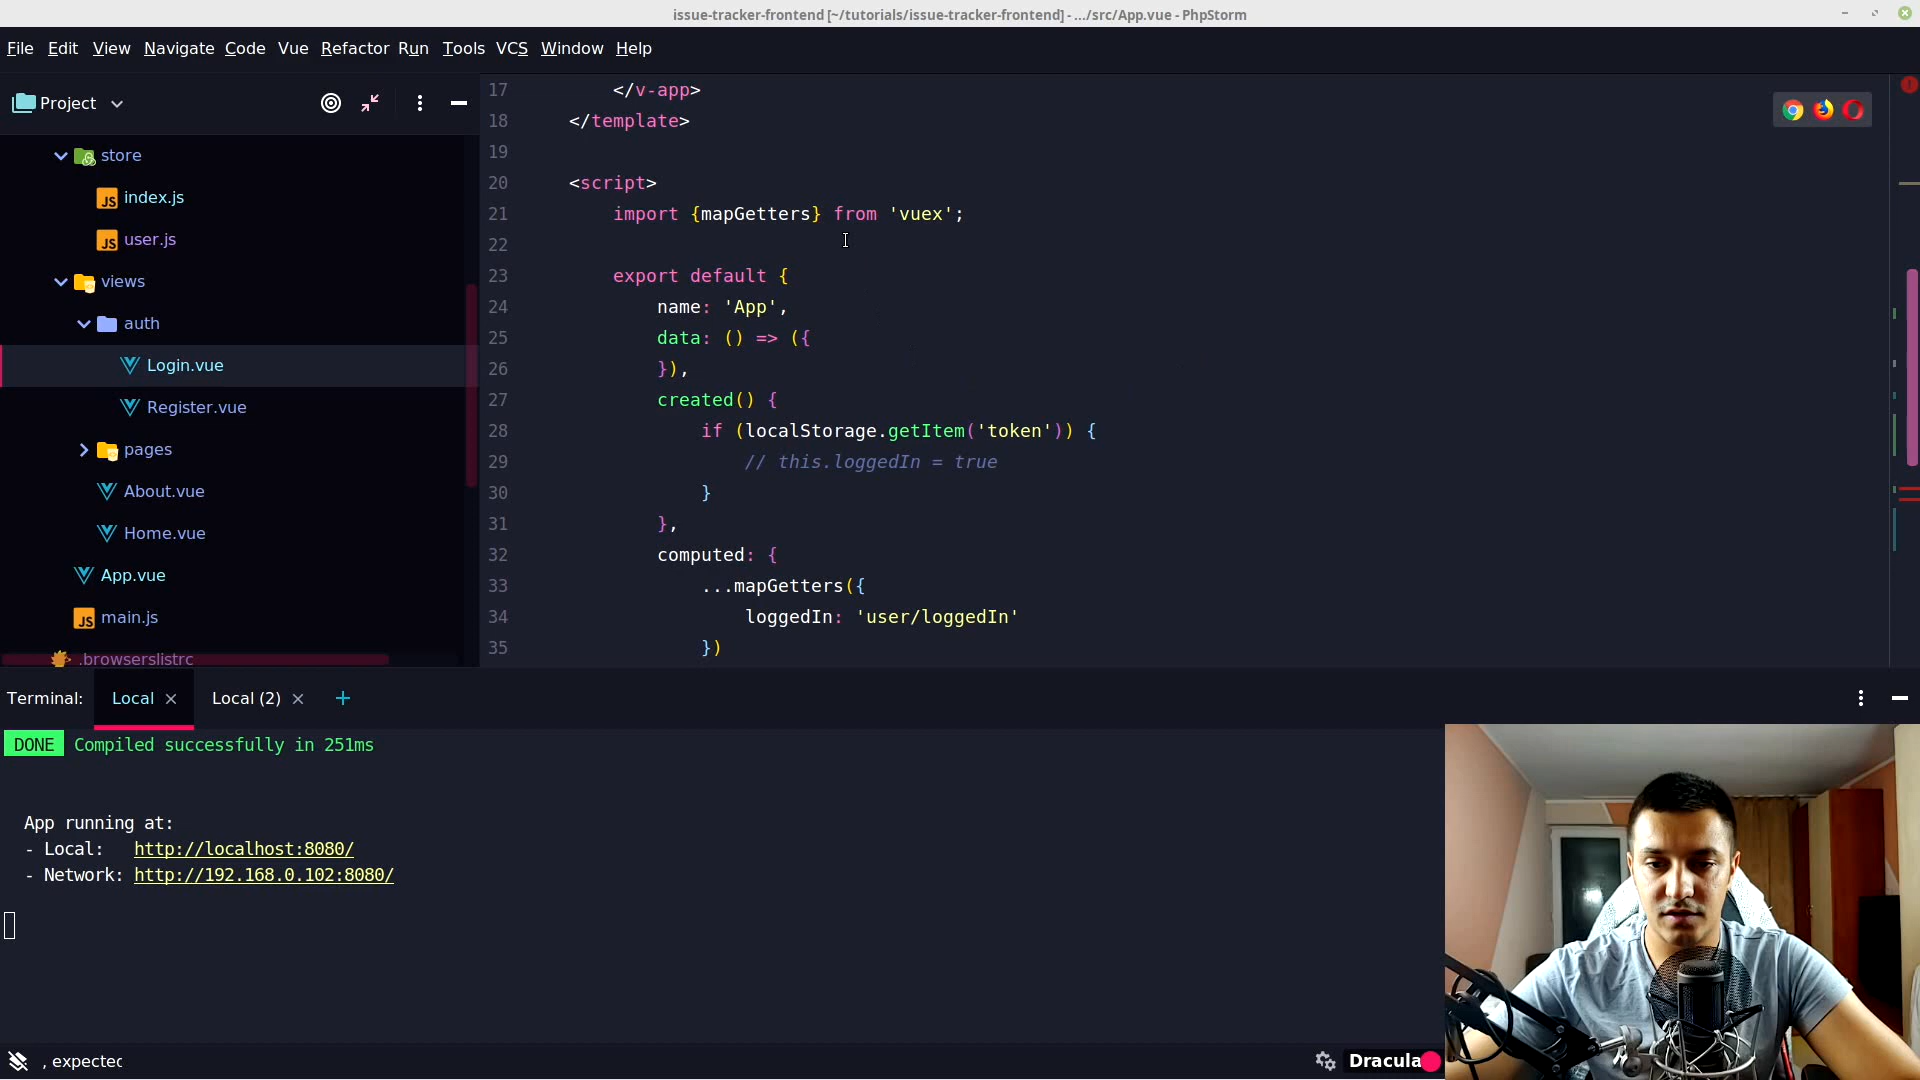 issue-tracker-frontend [~/tutorials/issue-tracker-frontend] - .../src/App.vue - PhpStorm
File Edit View Navigate Code Vue Refactor Run Tools VCS Window Help
Project
store
index.js
user.js
views
auth
Login.vue
Register.vue
pages
About.vue
Home.vue
App.vue
main.js
.browserslistrc
17 </v-app>
18 </template>
19
20 <script>
21 import {mapGetters} from 'vuex';
22
23 export default {
24 name: 'App',
25 data: () => ({
26 }),
27 created() {
28 if (localStorage.getItem('token')) {
29 // this.loggedIn = true
30 }
31 },
32 computed: {
33 ...mapGetters({
34 loggedIn: 'user/loggedIn'
35 })
Terminal: Local Local (2)
DONE Compiled successfully in 251ms
App running at:
- Local: http://localhost:8080/
- Network: http://192.168.0.102:8080/
, expected
Dracula